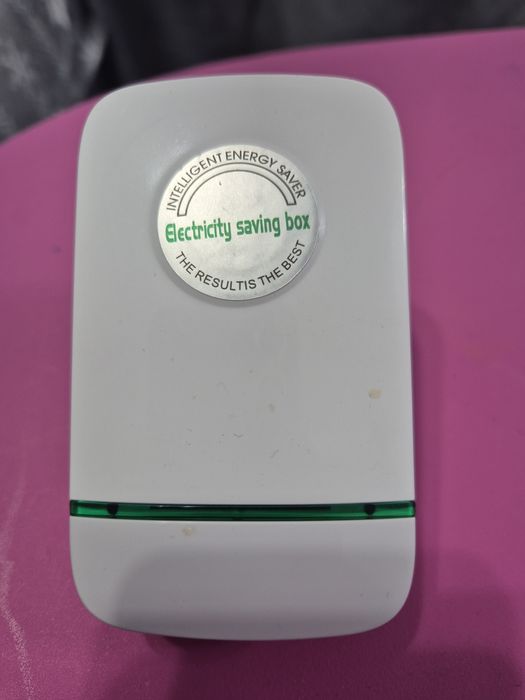 INTELLIGENT ENERGY SAVER
Electricity saving box
THE RESULTIS THE BEST